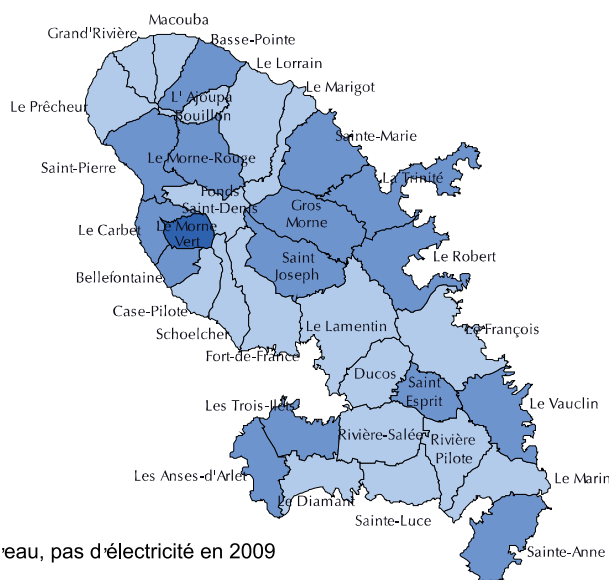 Macouba
Grand'Rivière
Basse-Pointe
Le Lorrain
Le Marigot
L' Ajoupa
Bouillon
Le Prêcheur
Sainte-Marie
Saint-Pierre
Le Morne-Rouge
La Trinité
Fonds
Saint-Denis
Gros
Morne
Le Carbet
Le Morne
Vert
Le Robert
Saint
Joseph
Bellefontaine
Case-Pilote
Schoelcher
Le Lamentin
Le François
Fort-de-France
Ducos
Saint
Esprit
Les Trois-Ilets
Le Vauclin
Rivière-Salée
Rivière
Pilote
Les Anses-d'Arlet
Le Marin
Le Diamant
Sainte-Luce
Sainte-Anne
eau, pas d'électricité en 2009